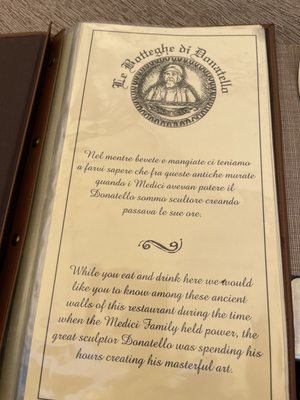 Le Botteghe di Donatello
Nel mentre bevete e mangiate ci teniamo
a farvi sapere che fra queste antiche murate
quando i Medici avevan potere il
Donatello sommo scultore creando
passava le sue ore.
While you eat and drink here we would
like you to know among these ancient
walls of this restaurant during the time
when the Medici Family held power, the
great sculptor Donatello was spending his
hours creating his masterful art.